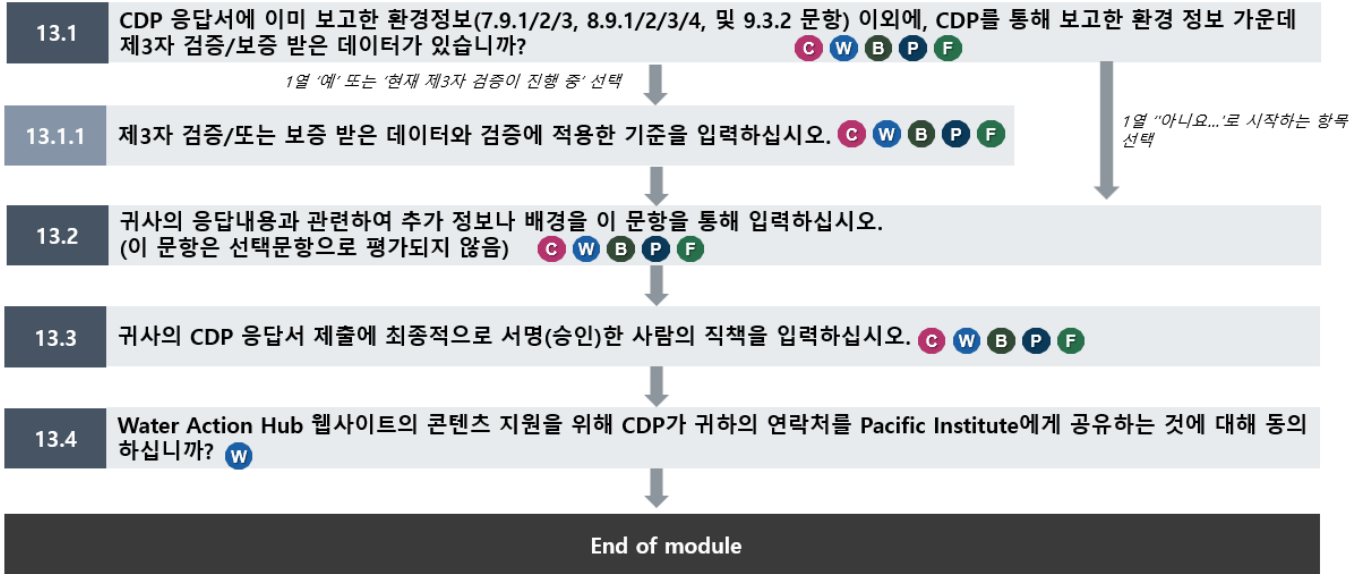 13.1
CDP 응답서에 이미 보고한 환경정보(7.9.1/2/3, 8.9.1/2/3/4, 및 9.3.2 문항) 이외에, CDP를 통해 보고한 환경 정보 가운데
제3자 검증/보증 받은 데이터가 있습니까? C W B P F
1열 ‘예’ 또는 ‘현재 제3자 검증이 진행 중’ 선택
13.1.1
제3자 검증/또는 보증 받은 데이터와 검증에 적용한 기준을 입력하십시오. C W B P F
1열 “아니요...’로 시작하는 항목
선택
13.2
귀사의 응답내용과 관련하여 추가 정보나 배경을 이 문항을 통해 입력하십시오.
(이 문항은 선택문항으로 평가되지 않음) C W B P F
13.3
귀사의 CDP 응답서 제출에 최종적으로 서명(승인)한 사람의 직책을 입력하십시오. C W B P F
13.4
Water Action Hub 웹사이트의 콘텐츠 지원을 위해 CDP가 귀하의 연락처를 Pacific Institute에게 공유하는 것에 대해 동의
하십니까? W
End of module